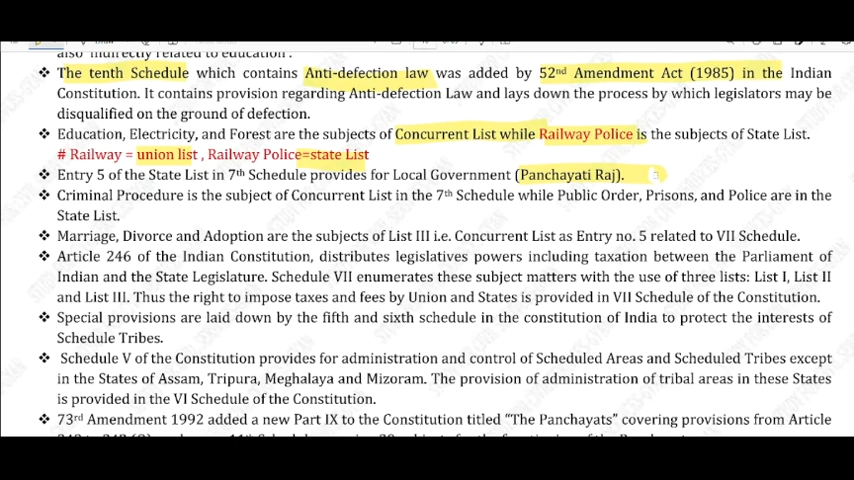 also indirectly related to education .
❖ The tenth Schedule which contains Anti-defection law was added by 52nd Amendment Act (1985) in the Indian
Constitution. It contains provision regarding Anti-defection Law and lays down the process by which legislators may be
disqualified on the ground of defection.
❖ Education, Electricity, and Forest are the subjects of Concurrent List while Railway Police is the subjects of State List.
# Railway = union list , Railway Police=state List
❖ Entry 5 of the State List in 7th Schedule provides for Local Government (Panchayati Raj).
❖ Criminal Procedure is the subject of Concurrent List in the 7th Schedule while Public Order, Prisons, and Police are in the
State List.
❖ Marriage, Divorce and Adoption are the subjects of List III i.e. Concurrent List as Entry no. 5 related to VII Schedule.
❖ Article 246 of the Indian Constitution, distributes legislatives powers including taxation between the Parliament of
Indian and the State Legislature. Schedule VII enumerates these subject matters with the use of three lists: List I, List II
and List III. Thus the right to impose taxes and fees by Union and States is provided in VII Schedule of the Constitution.
❖ Special provisions are laid down by the fifth and sixth schedule in the constitution of India to protect the interests of
Schedule Tribes.
❖ Schedule V of the Constitution provides for administration and control of Scheduled Areas and Scheduled Tribes except
in the States of Assam, Tripura, Meghalaya and Mizoram. The provision of administration of tribal areas in these States
is provided in the VI Schedule of the Constitution.
❖ 73rd Amendment 1992 added a new Part IX to the Constitution titled “The Panchayats” covering provisions from Article